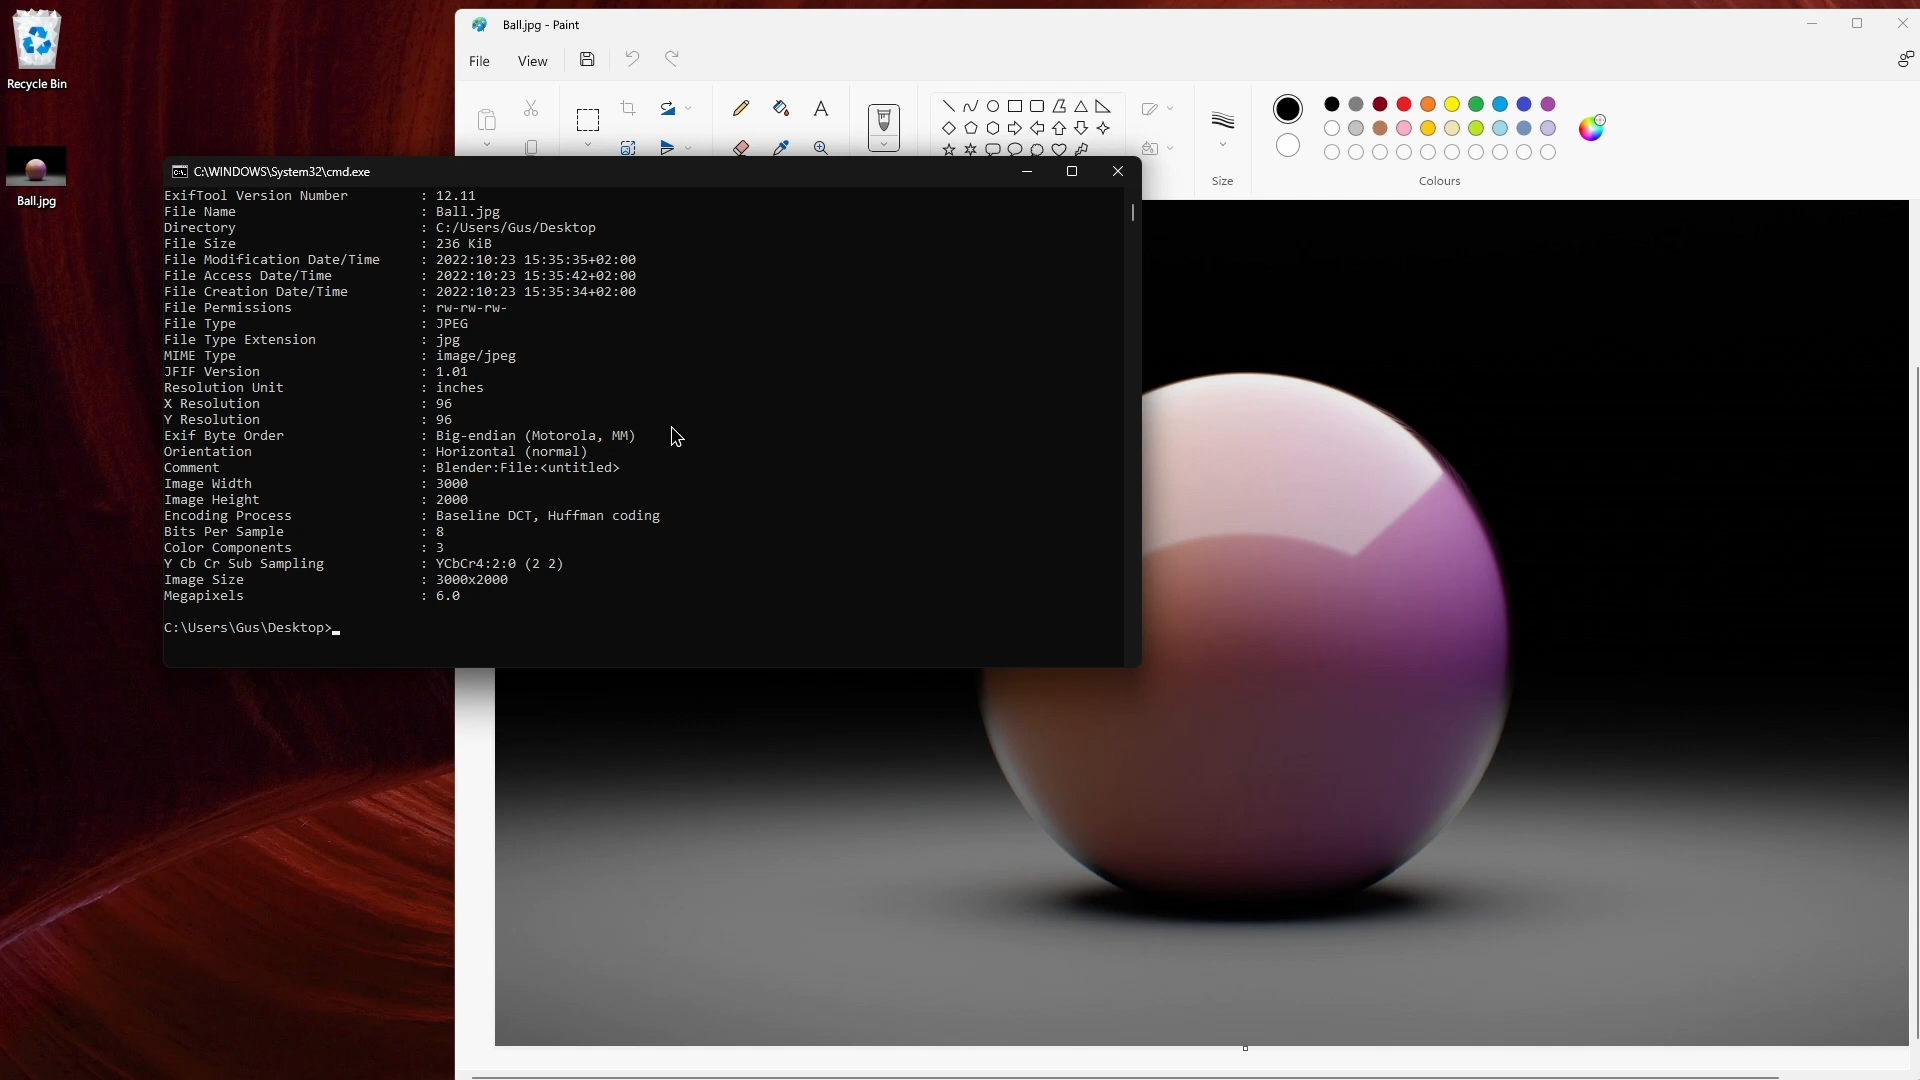 Recycle Bin
Ball.jpg
Ball.jpg - Paint
File
View
Size
Colours
C:\WINDOWS\System32\cmd.exe
ExifTool Version Number : 12.11
File Name : Ball.jpg
Directory : C:/Users/Gus/Desktop
File Size : 236 KiB
File Modification Date/Time : 2022:10:23 15:35:35+02:00
File Access Date/Time : 2022:10:23 15:35:42+02:00
File Creation Date/Time : 2022:10:23 15:35:34+02:00
File Permissions : rw-rw-rw-
File Type : JPEG
File Type Extension : jpg
MIME Type : image/jpeg
JFIF Version : 1.01
Resolution Unit : inches
X Resolution : 96
Y Resolution : 96
Exif Byte Order : Big-endian (Motorola, MM)
Orientation : Horizontal (normal)
Comment : Blender:File:<untitled>
Image Width : 3000
Image Height : 2000
Encoding Process : Baseline DCT, Huffman coding
Bits Per Sample : 8
Color Components : 3
Y Cb Cr Sub Sampling : YCbCr4:2:0 (2 2)
Image Size : 3000x2000
Megapixels : 6.0
C:\Users\Gus\Desktop>